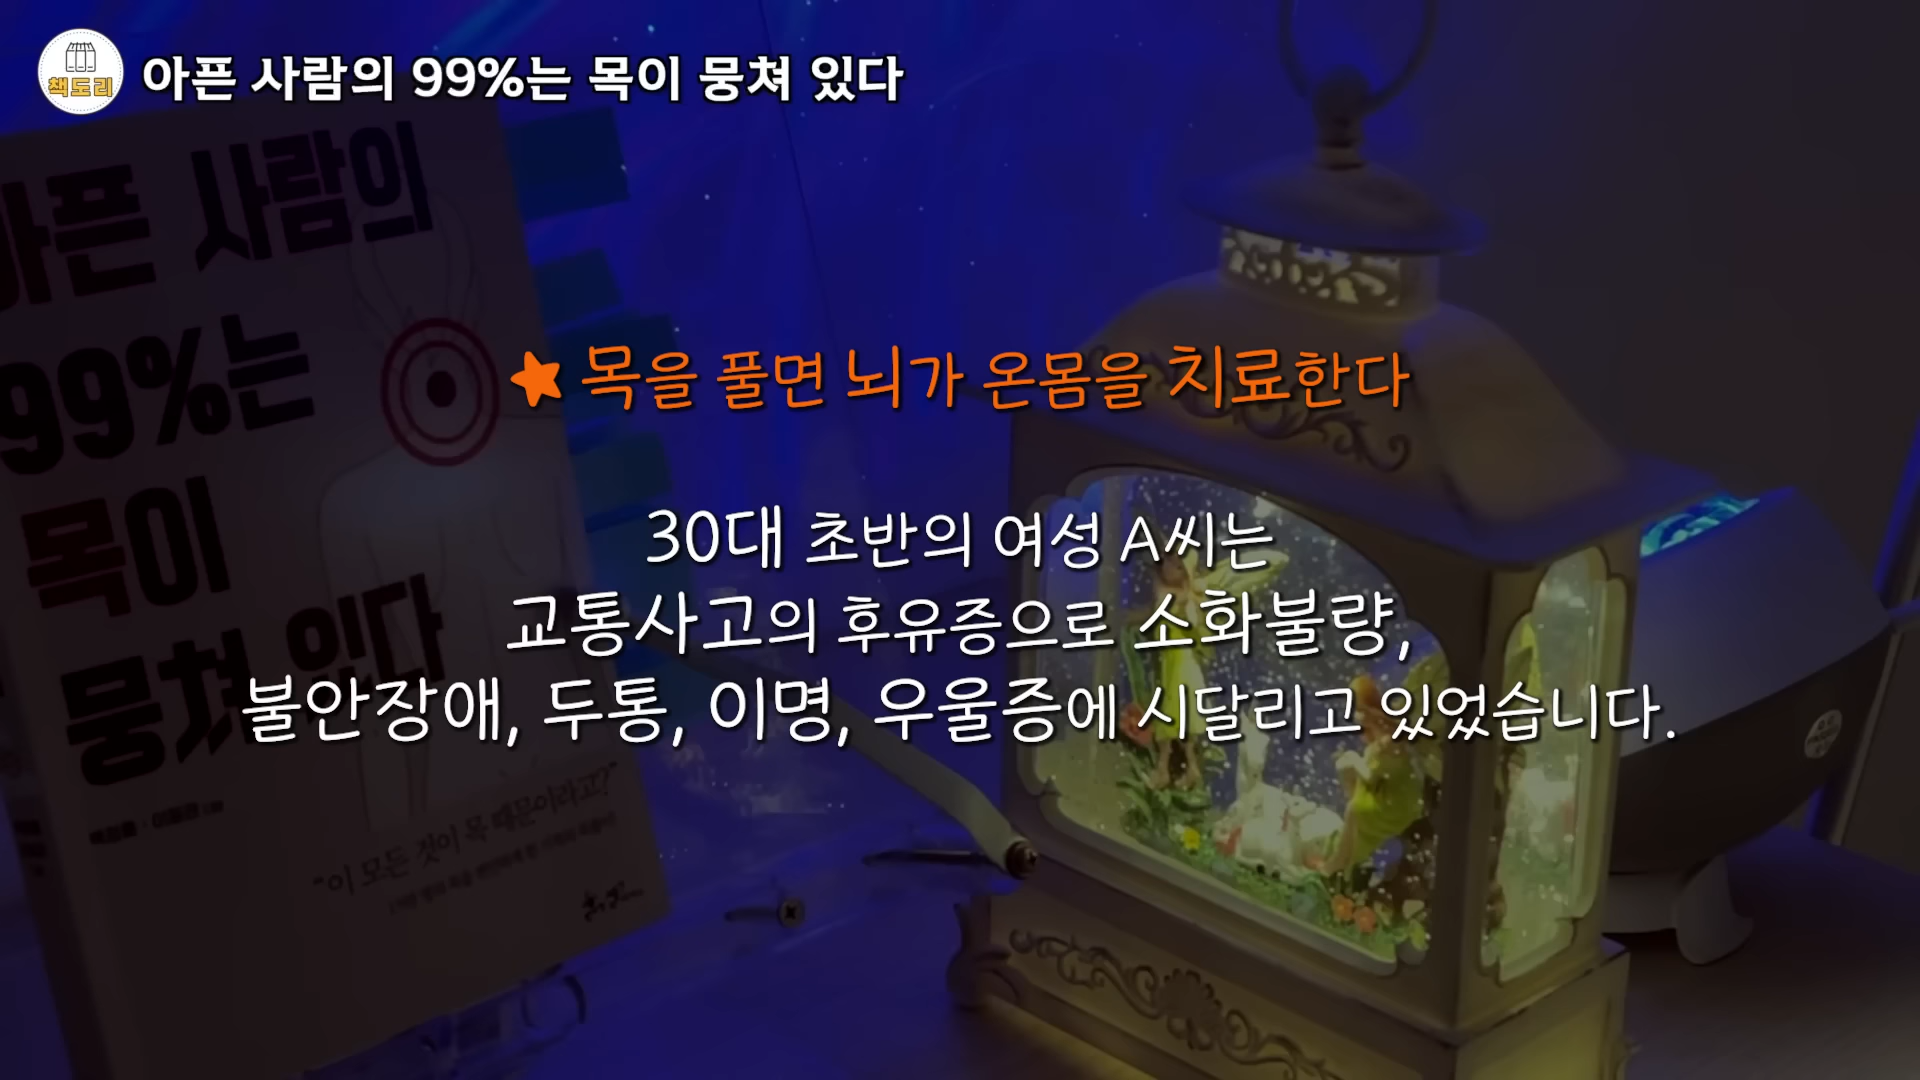 책도리
아픈 사람의 99%는 목이 뭉쳐 있다
아픈 사람의
99%는
목이
뭉쳐 있다
"이 모든 것이 목 때문이라고?"
★ 목을 풀면 뇌가 온몸을 치료한다
30대 초반의 여성 A씨는
교통사고의 후유증으로 소화불량,
불안장애, 두통, 이명, 우울증에 시달리고 있었습니다.